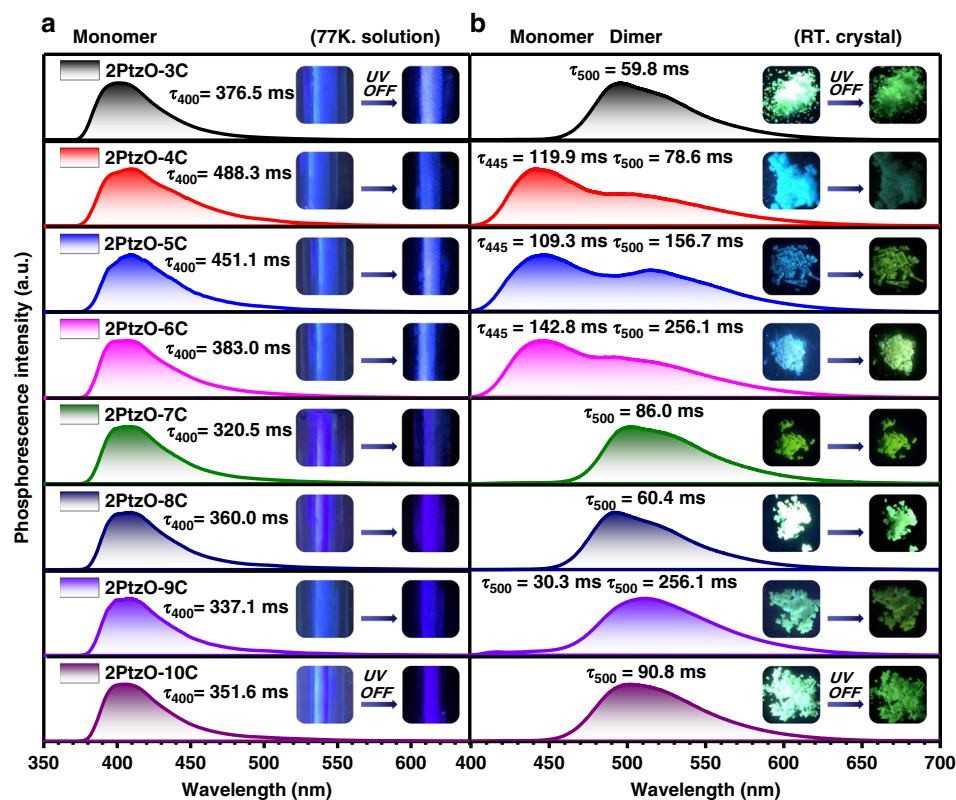 a
b
Monomer (77K. solution)
Monomer Dimer (RT. crystal)
2PtzO-3C
τ400= 376.5 ms
UV
OFF
τ500 = 59.8 ms
UV
OFF
2PtzO-4C
τ400= 488.3 ms
τ445 = 119.9 ms τ500 = 78.6 ms
2PtzO-5C
τ400= 451.1 ms
τ445 = 109.3 ms τ500 = 156.7 ms
2PtzO-6C
τ400= 383.0 ms
τ445 = 142.8 ms τ500 = 256.1 ms
2PtzO-7C
τ400= 320.5 ms
τ500 = 86.0 ms
2PtzO-8C
τ400= 360.0 ms
τ500 = 60.4 ms
2PtzO-9C
τ400= 337.1 ms
τ500 = 30.3 ms τ500 = 256.1 ms
2PtzO-10C
τ400= 351.6 ms
UV
OFF
τ500 = 90.8 ms
UV
OFF
Phosphorescence intensity (a.u.)
350 400 450 500 550 600 400 450 500 550 600 650 700
Wavelength (nm)
Wavelength (nm)